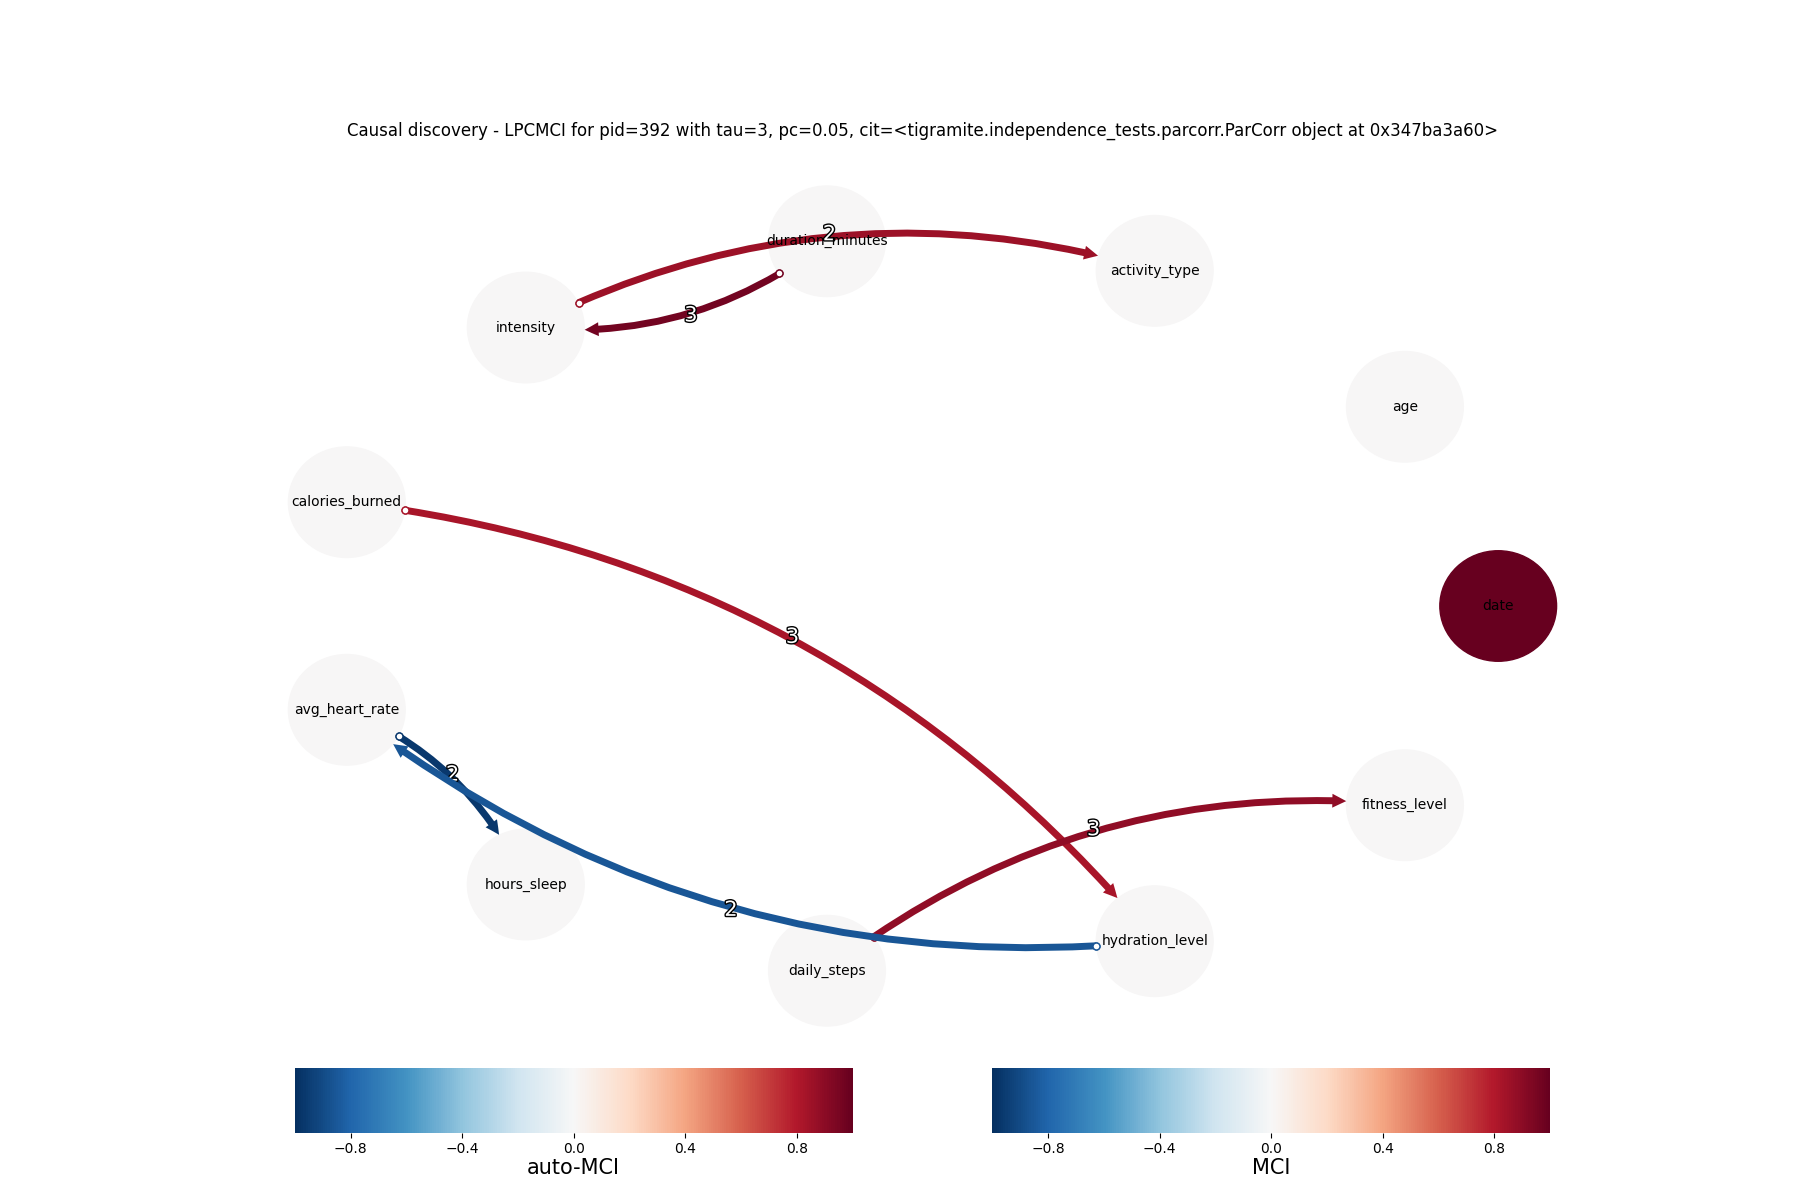 Causal discovery - LPCMCI for pid=392 with tau=3, pc=0.05, cit=<tigramite.independence_tests.parcorr.ParCorr object at 0x347ba3a60>
2
duration_minutes
activity_type
3
intensity
age
calories_burned
date
3
avg_heart_rate
2
fitness_level
3
hours_sleep
2
hydration_level
daily_steps
−0.8 −0.4 0.0 0.4 0.8
auto-MCI
−0.8 −0.4 0.0 0.4 0.8
MCI